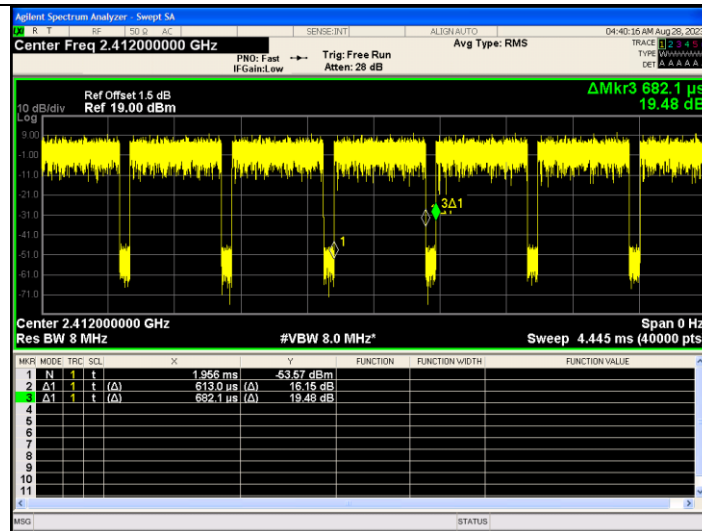 Agilent Spectrum Analyzer - Swept SA
R T RF 50 Ω AC SENSE:INT ALIGN AUTO 04:40:16 AM Aug 28, 2023
Center Freq 2.412000000 GHz Avg Type: RMS TRACE 1 2 3 4 5
PNO: Fast Trig: Free Run TYPE
IFGain:Low Atten: 28 dB DET A A A A A
ΔMkr3 682.1 µs
19.48 dB
Ref Offset 1.5 dB
10 dB/div Ref 19.00 dBm
Log
9.00
-1.00
-11.0
-21.0
-31.0
-41.0
-51.0
-61.0
-71.0
1
3Δ1
Center 2.412000000 GHz Span 0 Hz
Res BW 8 MHz #VBW 8.0 MHz* Sweep 4.445 ms (40000 pts
MKR MODE TRC SCL X Y FUNCTION FUNCTION WIDTH FUNCTION VALUE
1 N 1 t 1.956 ms -53.57 dBm
2 Δ1 1 t (Δ) 613.0 µs (Δ) 16.15 dB
3 Δ1 1 t (Δ) 682.1 µs (Δ) 19.48 dB
4
5
6
7
8
9
10
11
MSG STATUS